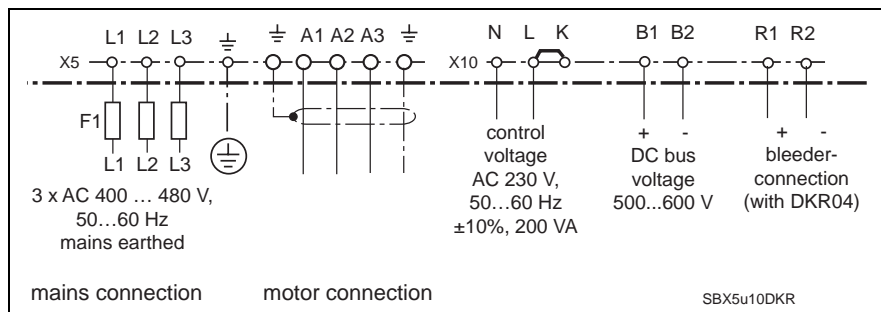 L1 L2 L3 A1 A2 A3 N L K B1 B2 R1 R2
X5 X10
F1
L1 L2 L3
3 x AC 400 … 480 V,
50…60 Hz
mains earthed
control
voltage
AC 230 V,
50…60 Hz
±10%, 200 VA
+ -
DC bus
voltage
500...600 V
+ -
bleeder-
connection
(with DKR04)
mains connection motor connection
SBX5u10DKR